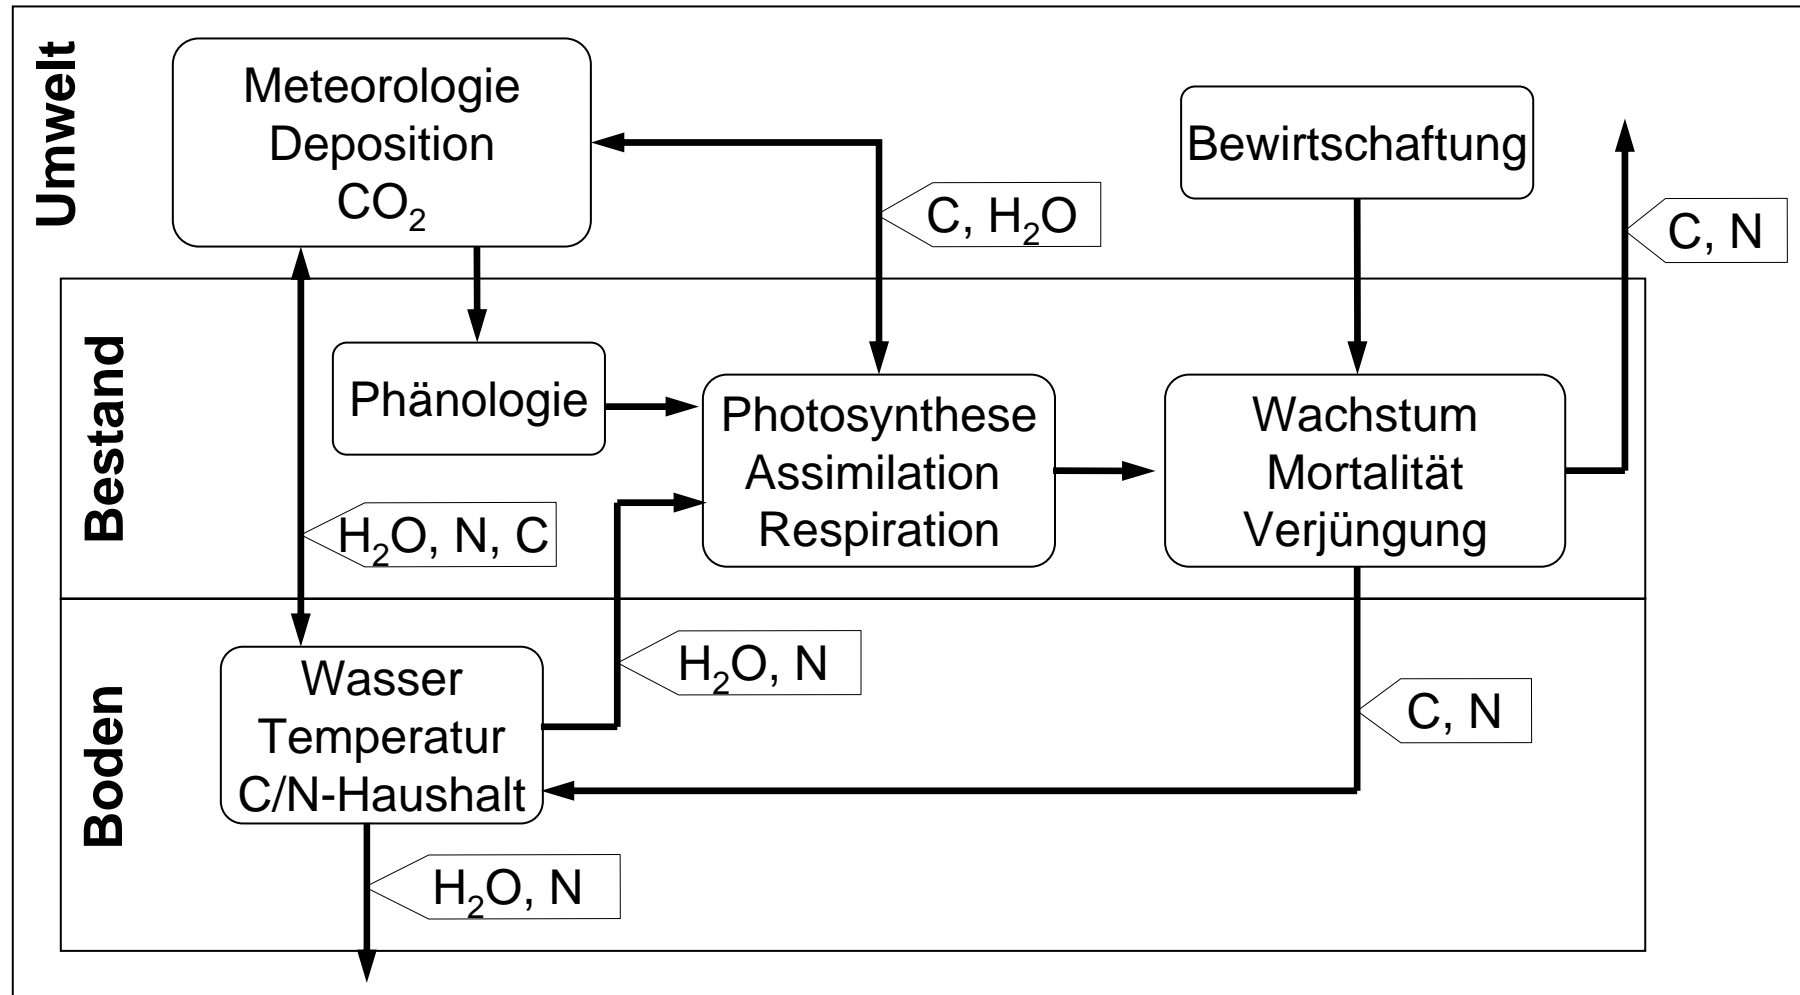 Umwelt
Meteorologie
Deposition
CO₂
C, H₂O
Bewirtschaftung
C, N
Bestand
Phänologie
Photosynthese
Assimilation
Respiration
Wachstum
Mortalität
Verjüngung
H₂O, N, C
Boden
Wasser
Temperatur
C/N-Haushalt
H₂O, N
C, N
H₂O, N